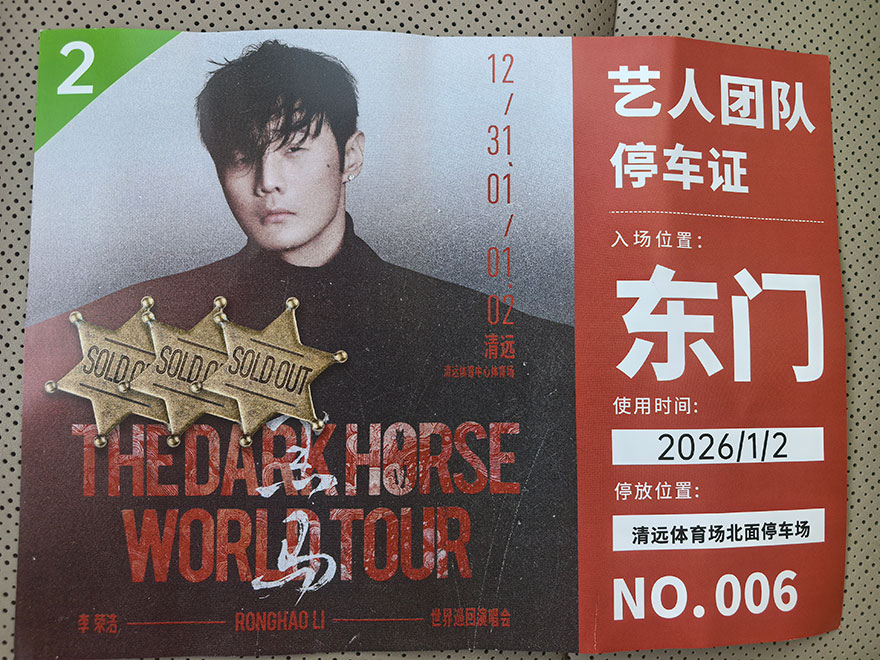 2
12
/
31
、
01
/
01
、
02
清远
清远体育中心体育场
SOLD O
SOLD O
SOLD OUT
THE DARK HORSE
WORLD TOUR
黑马
李荣浩
RONGHAO LI
世界巡回演唱会
艺人团队
停车证
入场位置:
东门
使用时间:
2026/1/2
停放位置:
清远体育场北面停车场
NO. 006